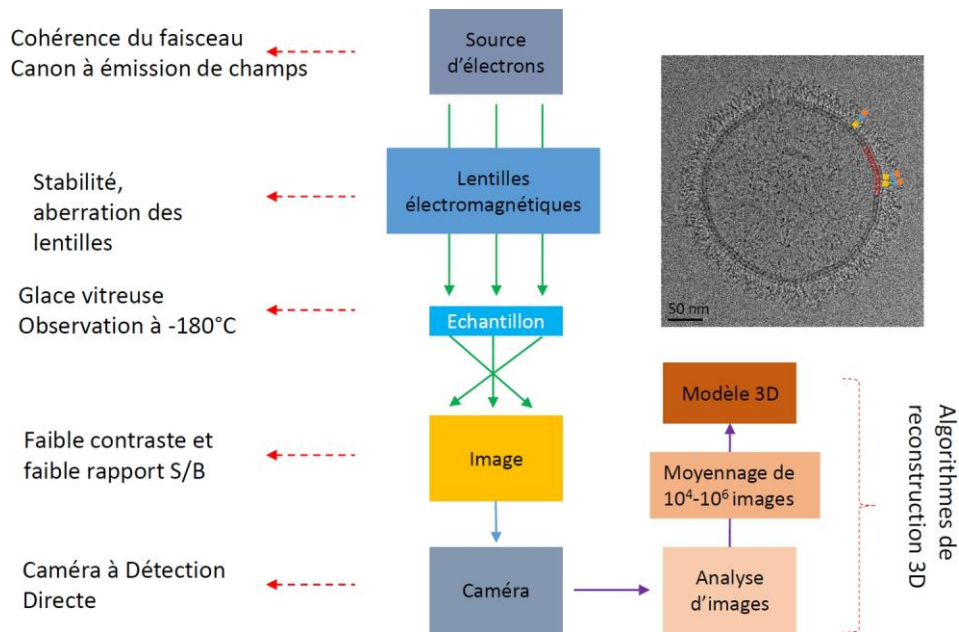 Cohérence du faisceau
Canon à émission de champs
Source
d'électrons
Stabilité,
aberration des
lentilles
Lentilles
électromagnétiques
Glace vitreuse
Observation à -180°C
Echantillon
50 nm
Faible contraste et
faible rapport S/B
Image
Modèle 3D
Moyennage de
10⁴-10⁶ images
Caméra à Détection
Directe
Caméra
Analyse
d'images
Algorithmes de
reconstruction 3D